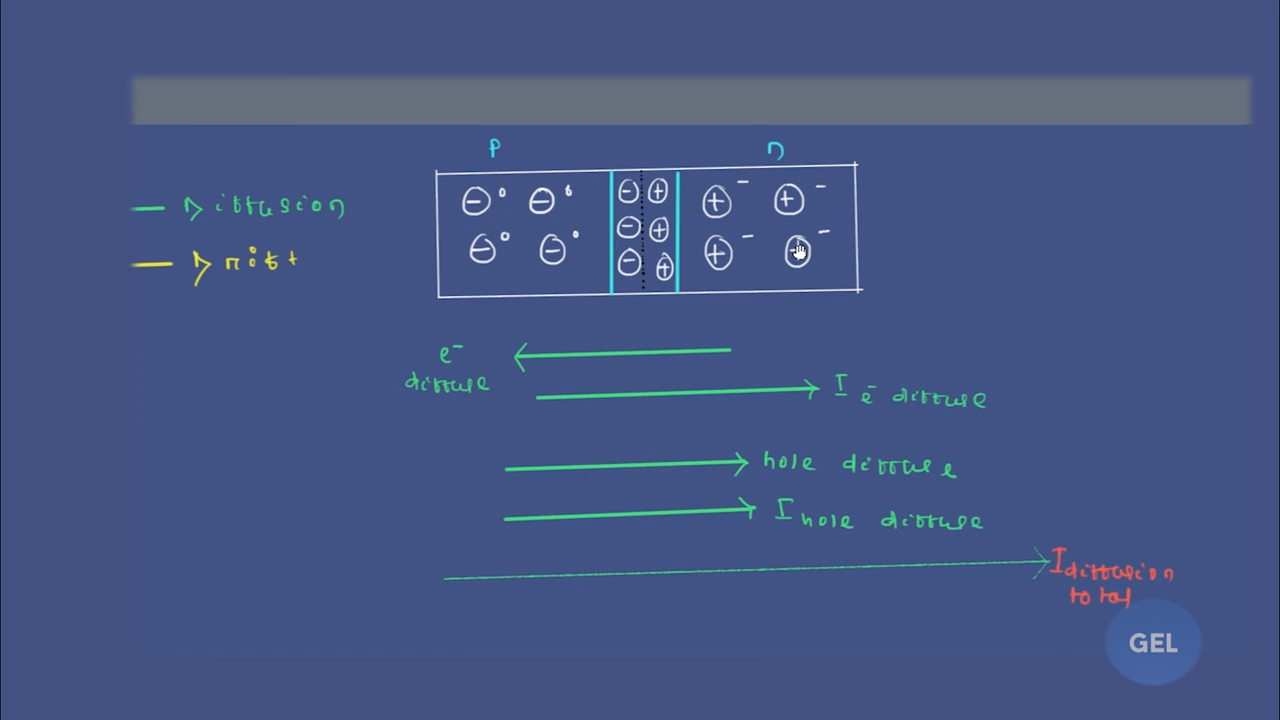 P n
Diffusion
Drift
e⁻
diffuse
I e⁻ diffuse
hole diffuse
I hole diffuse
I diffusion
total
GEL